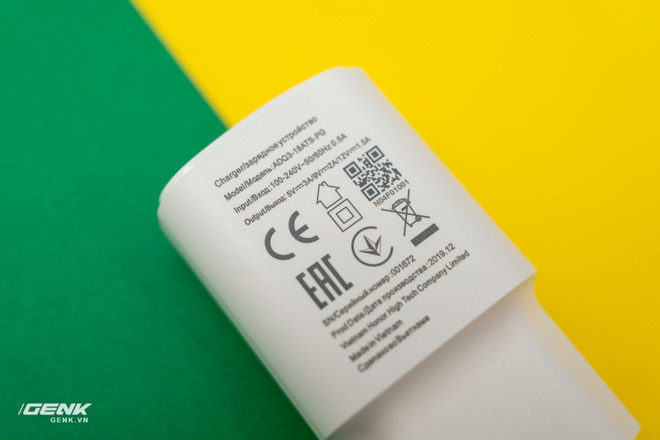 Charger/зарядное устройство
Model/Модель:ADQ3-18ATS-PG
Input/Вход:100-240V~50/60Hz 0.5A
Output/Выход: 5V⎓3A/9V⎓2A/12V⎓1.5A
N04F01001
CE
EAC
SN/Серийный номер :001672
Prod Date/Дата производства :2019.12
Vietnam Honor High Tech Company Limited
Made in Vietnam
Сделано во Вьетнаме
GENK
GENK.VN